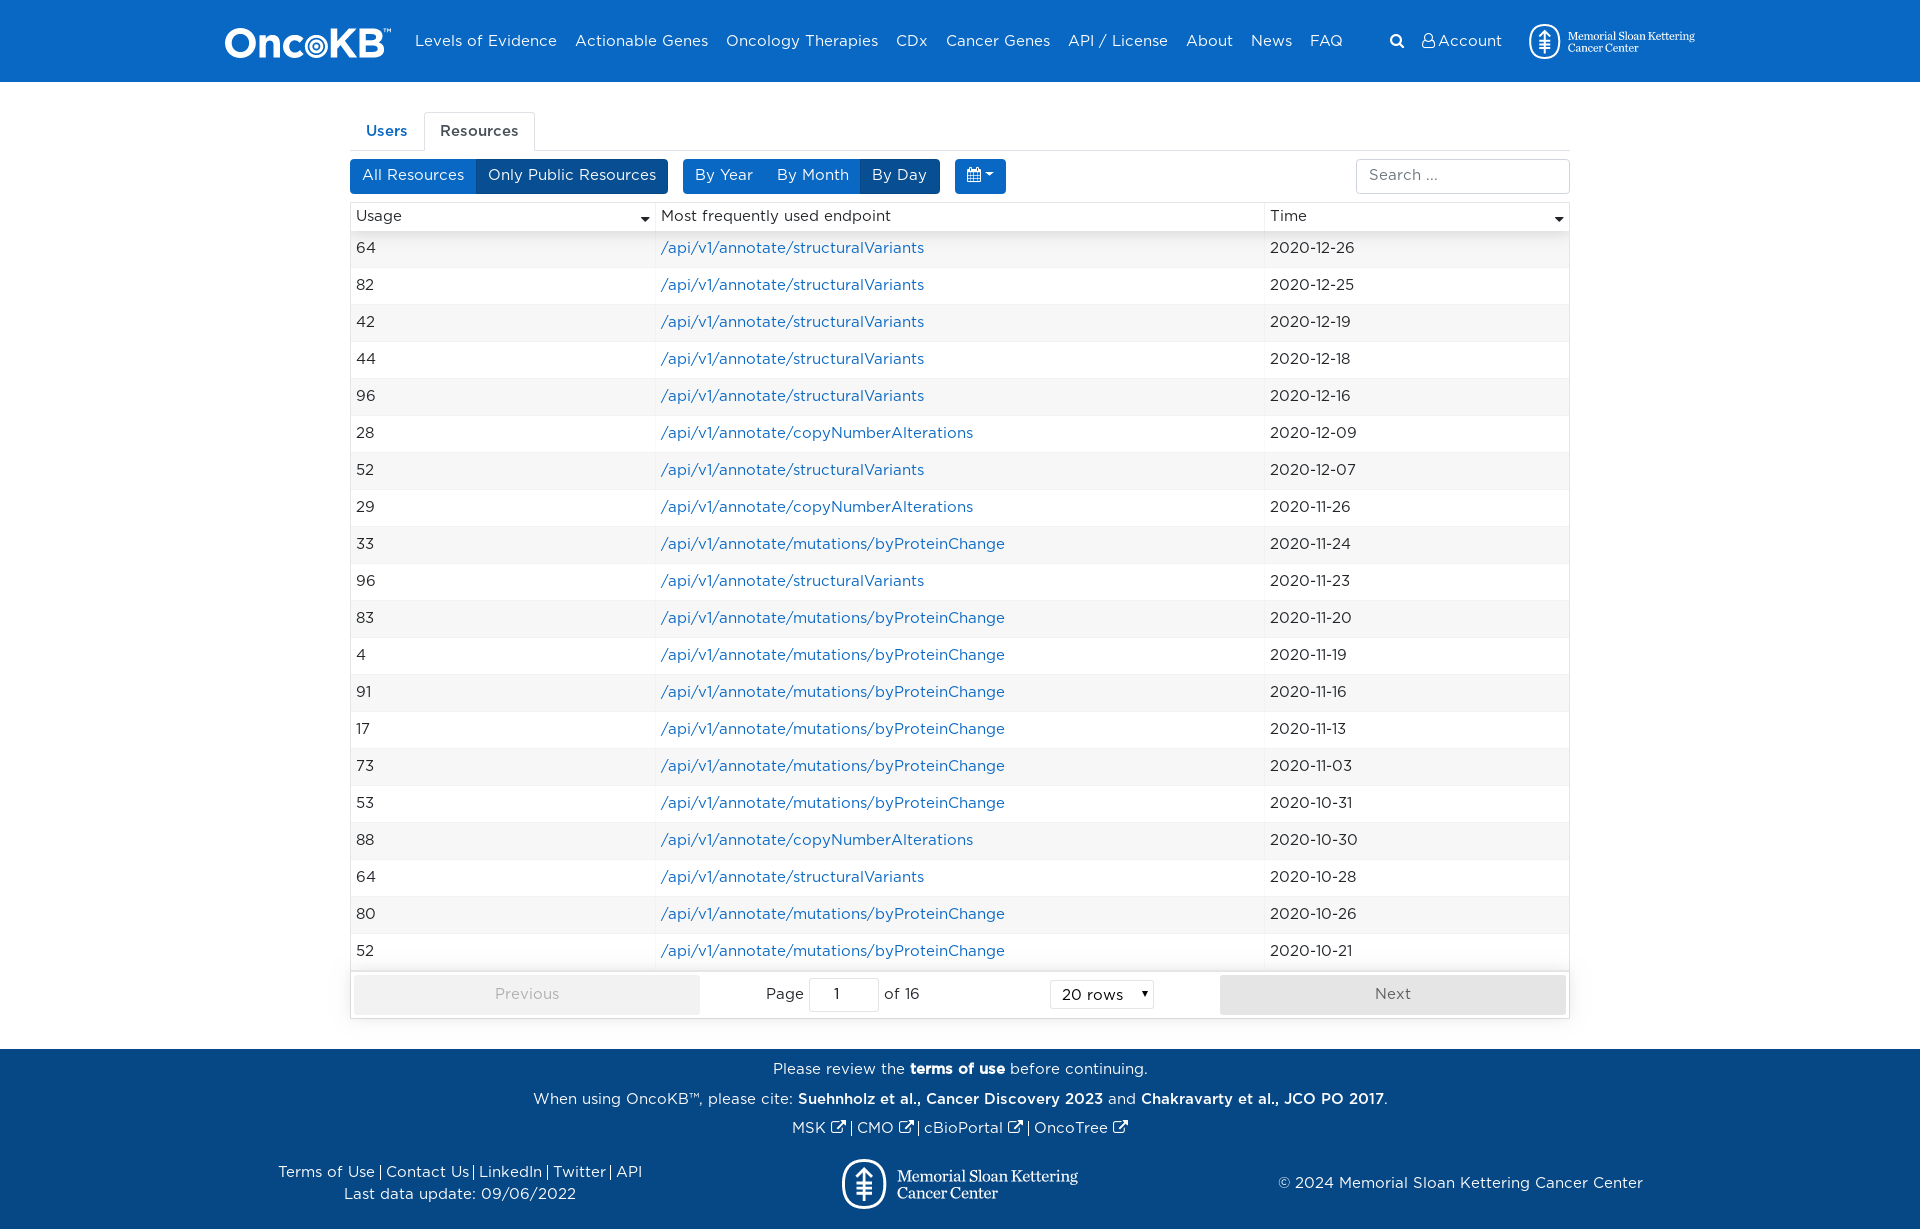 OncoKB™ Levels of Evidence Actionable Genes Oncology Therapies CDx Cancer Genes API / License About News FAQ Account Memorial Sloan Kettering Cancer Center
Users Resources
All Resources Only Public Resources By Year By Month By Day Search ...
Usage Most frequently used endpoint Time
64 /api/v1/annotate/structuralVariants 2020-12-26
82 /api/v1/annotate/structuralVariants 2020-12-25
42 /api/v1/annotate/structuralVariants 2020-12-19
44 /api/v1/annotate/structuralVariants 2020-12-18
96 /api/v1/annotate/structuralVariants 2020-12-16
28 /api/v1/annotate/copyNumberAlterations 2020-12-09
52 /api/v1/annotate/structuralVariants 2020-12-07
29 /api/v1/annotate/copyNumberAlterations 2020-11-26
33 /api/v1/annotate/mutations/byProteinChange 2020-11-24
96 /api/v1/annotate/structuralVariants 2020-11-23
83 /api/v1/annotate/mutations/byProteinChange 2020-11-20
4 /api/v1/annotate/mutations/byProteinChange 2020-11-19
91 /api/v1/annotate/mutations/byProteinChange 2020-11-16
17 /api/v1/annotate/mutations/byProteinChange 2020-11-13
73 /api/v1/annotate/mutations/byProteinChange 2020-11-03
53 /api/v1/annotate/mutations/byProteinChange 2020-10-31
88 /api/v1/annotate/copyNumberAlterations 2020-10-30
64 /api/v1/annotate/structuralVariants 2020-10-28
80 /api/v1/annotate/mutations/byProteinChange 2020-10-26
52 /api/v1/annotate/mutations/byProteinChange 2020-10-21
Previous Page 1 of 16 20 rows Next
Please review the terms of use before continuing.
When using OncoKB™, please cite: Suehnholz et al., Cancer Discovery 2023 and Chakravarty et al., JCO PO 2017.
MSK | CMO | cBioPortal | OncoTree
Terms of Use | Contact Us | LinkedIn | Twitter | API
Last data update: 09/06/2022
Memorial Sloan Kettering
Cancer Center
© 2024 Memorial Sloan Kettering Cancer Center